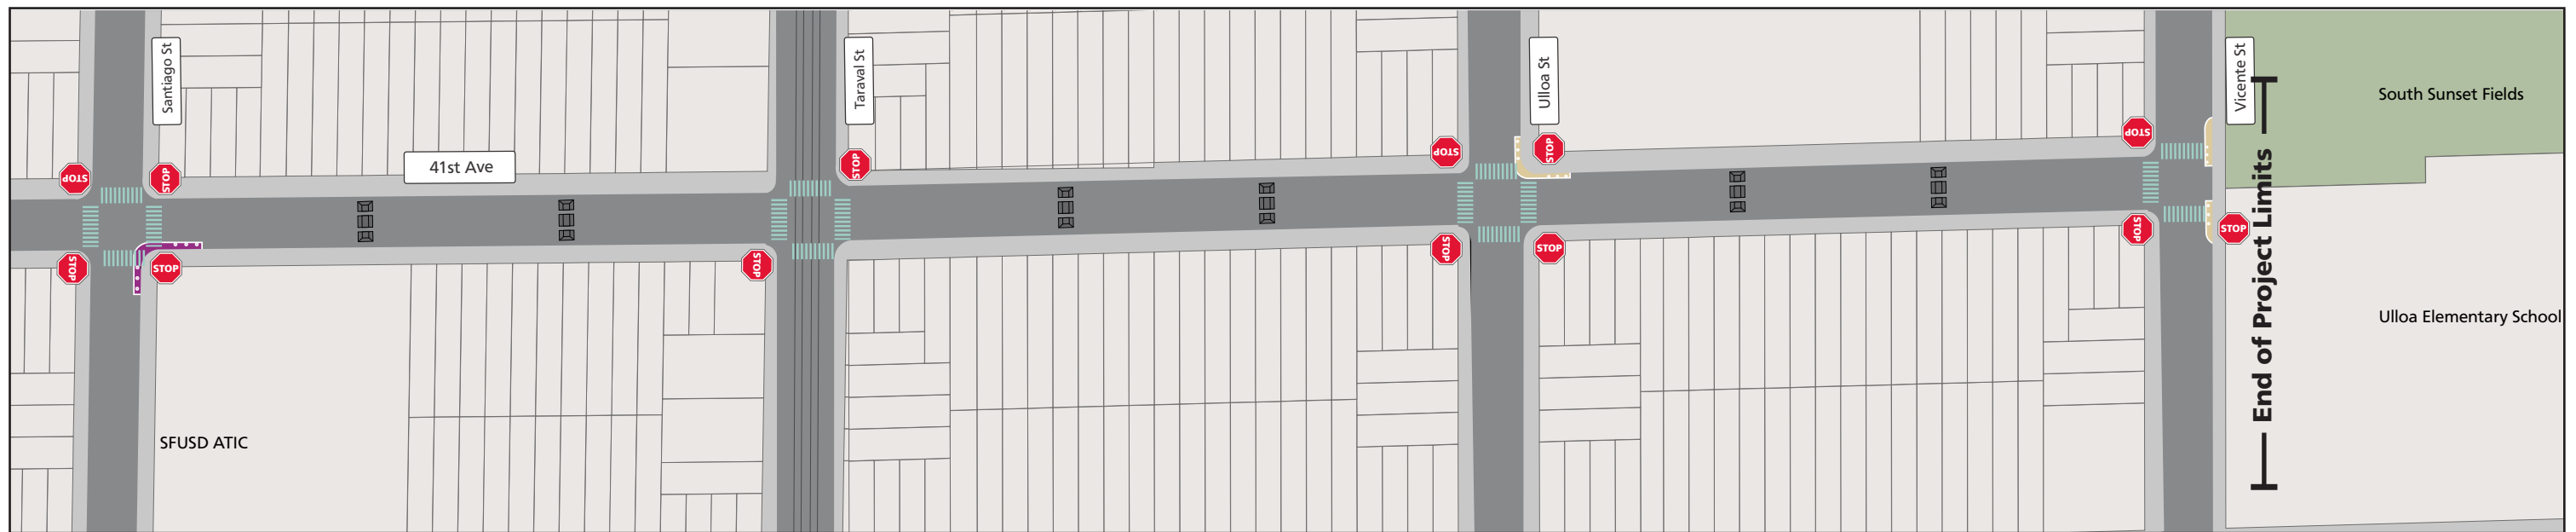 Santiago St
Taraval St
Ulloa St
Vicente St
South Sunset Fields
41st Ave
STOP
STOP
STOP
STOP
STOP
STOP
STOP
STOP
STOP
STOP
STOP
STOP
STOP
End of Project Limits
Ulloa Elementary School
SFUSD ATIC